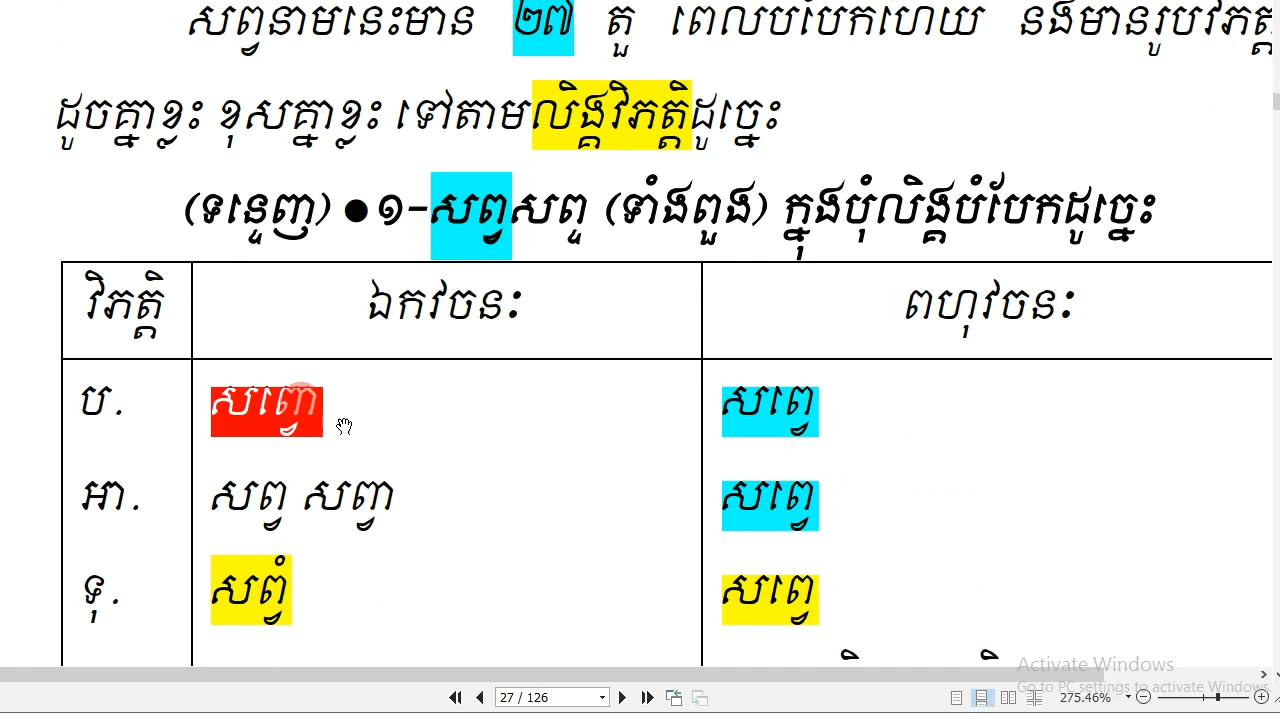 សព្វនាមនេះមាន ២៧ តួ ពេលបំបែកហើយ នឹងមានរូបវិភត្តិ
ដូចគ្នាខ្លះ ខុសគ្នាខ្លះ ទៅតាមលិង្គវិភត្តិដូច្នេះ
(ទន្ទេញ) ●១-សព្វសព្ទ (ទាំងពួង) ក្នុងបុំលិង្គបំបែកដូច្នេះ
វិភត្តិ ឯកវចនៈ ពហុវចនៈ
ប. សព្វោ សព្វេ
អា. សព្វ សព្វា សព្វេ
ទុ. សព្វំ សព្វេ
Activate Windows
Go to PC settings to activate Windows.
27 / 126 275.46%